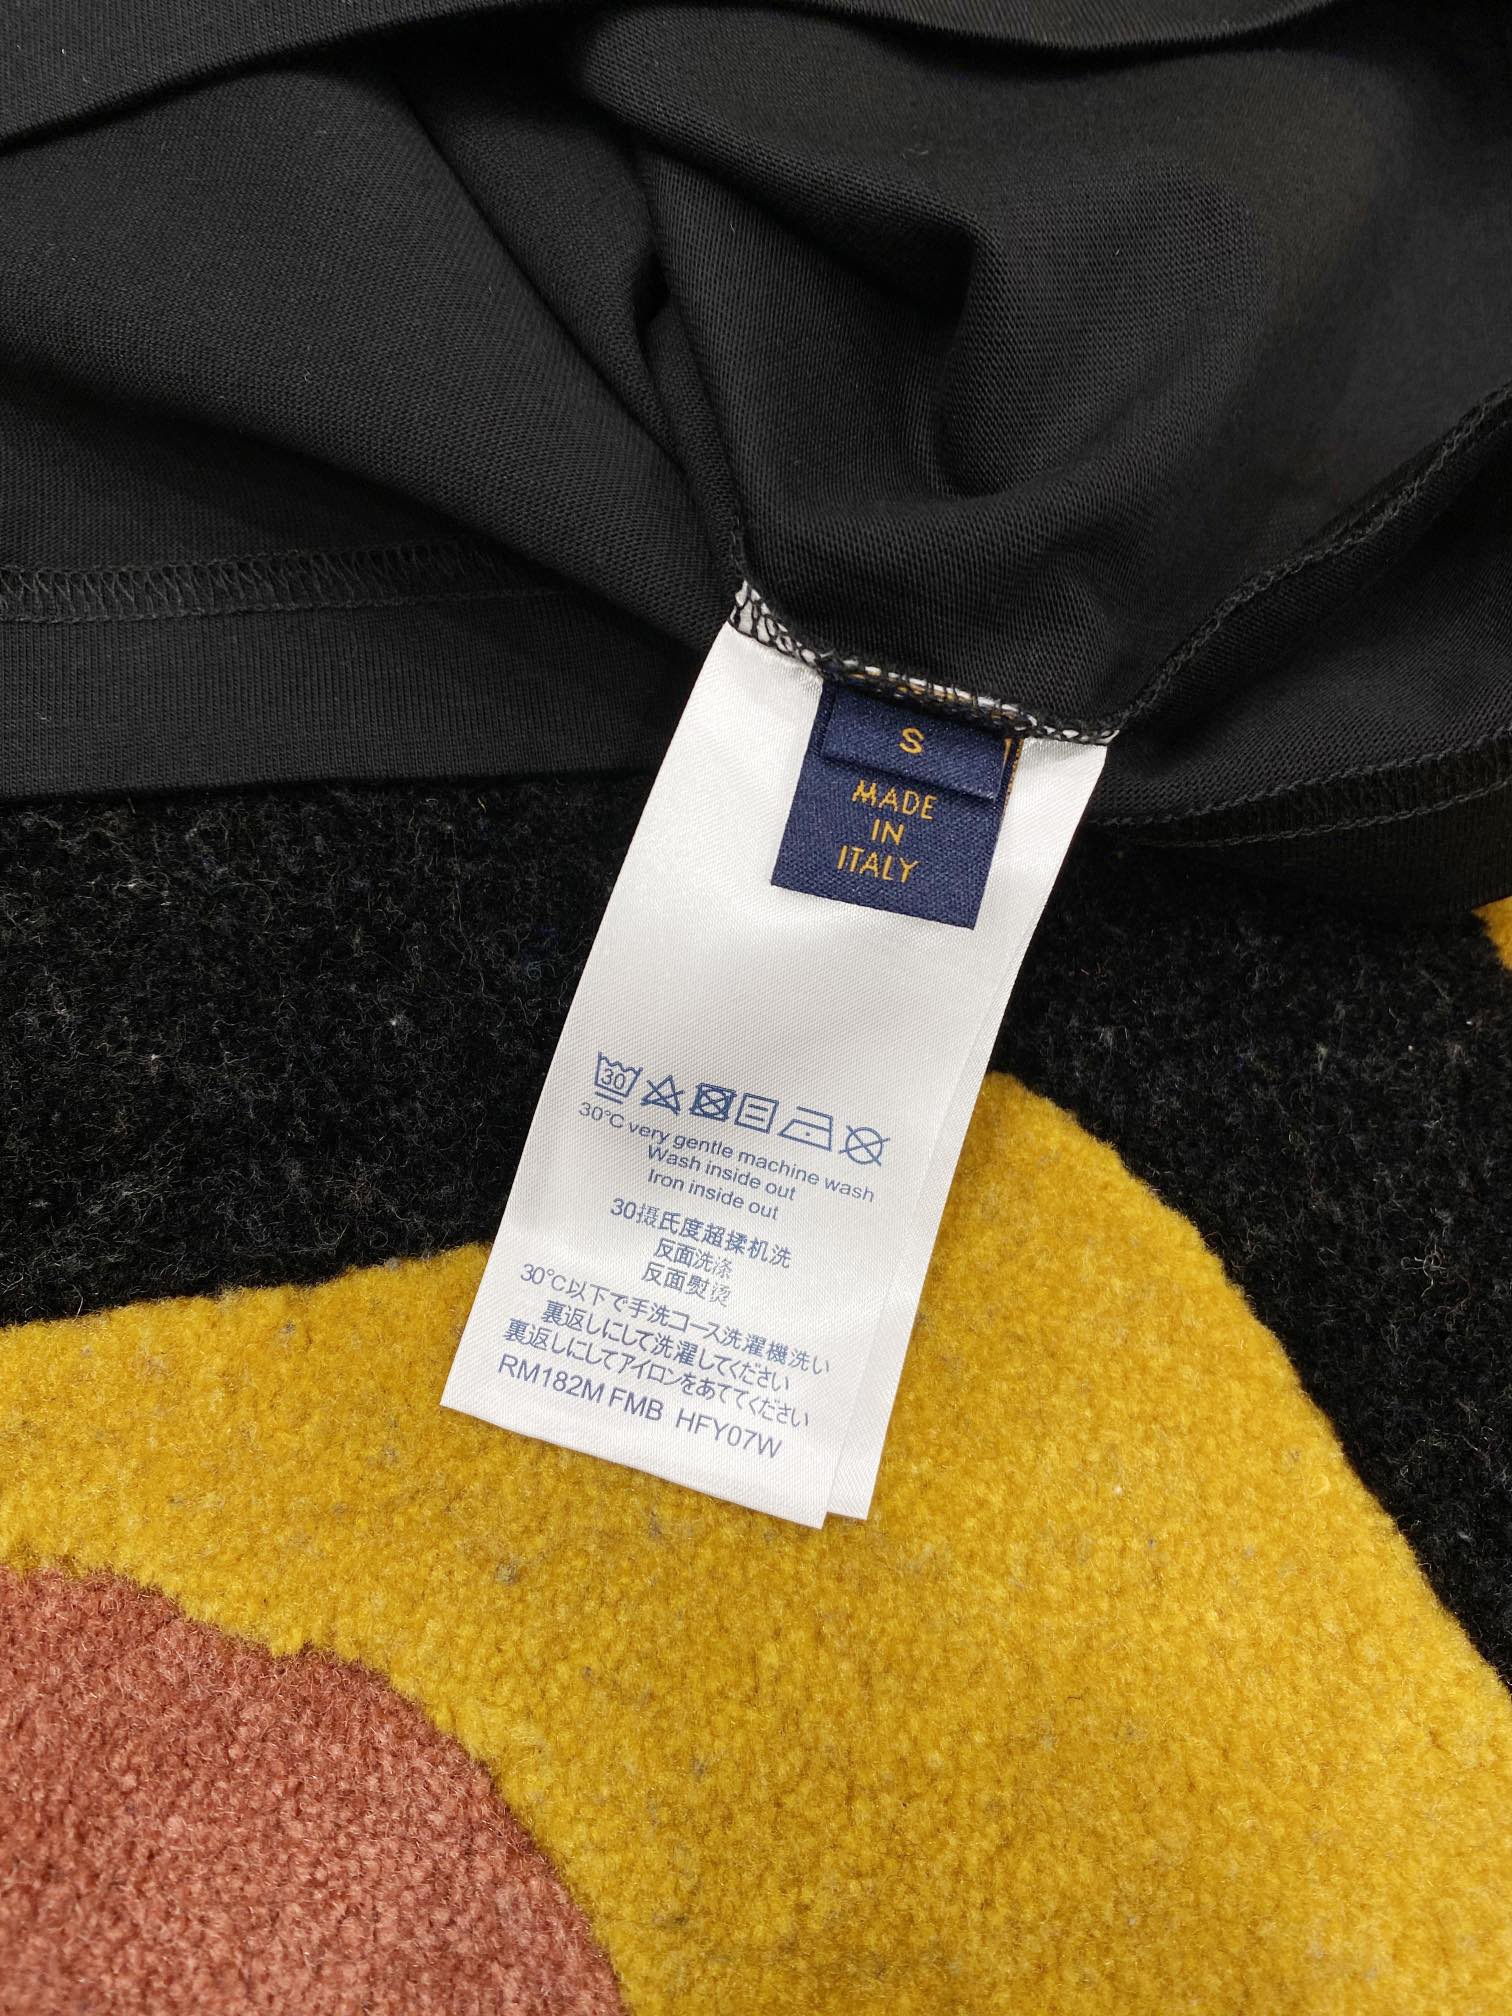 S
MADE
IN
ITALY
30
30°C very gentle machine wash
Wash inside out
Iron inside out
30摄氏度超揉机洗
反面洗涤
反面熨烫
30℃以下で手洗コース洗濯機洗い
裏返しにして洗濯してください
裏返しにしてアイロンをあててください
RM182M FMB HFY07W